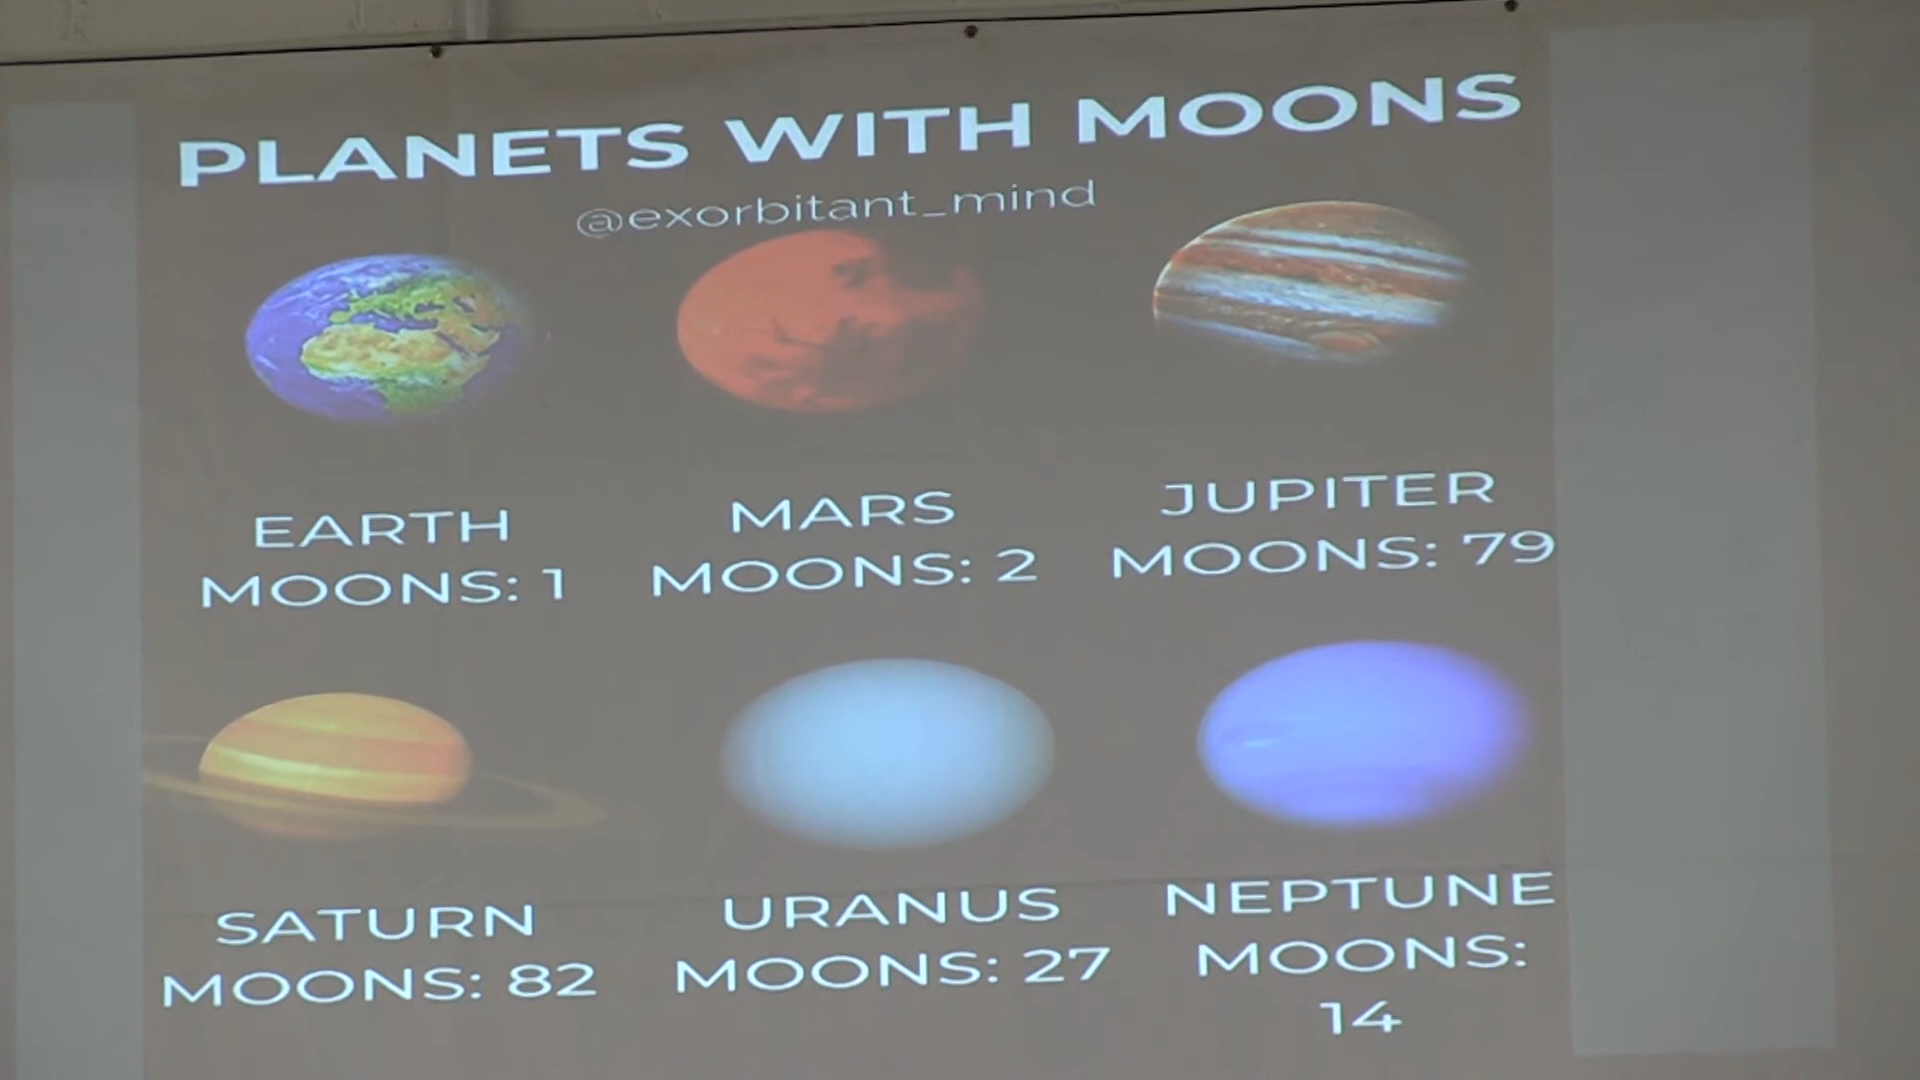 PLANETS WITH MOONS
@exorbitant_mind
EARTH
MOONS: 1
MARS
MOONS: 2
JUPITER
MOONS: 79
SATURN
MOONS: 82
URANUS
MOONS: 27
NEPTUNE
MOONS:
14